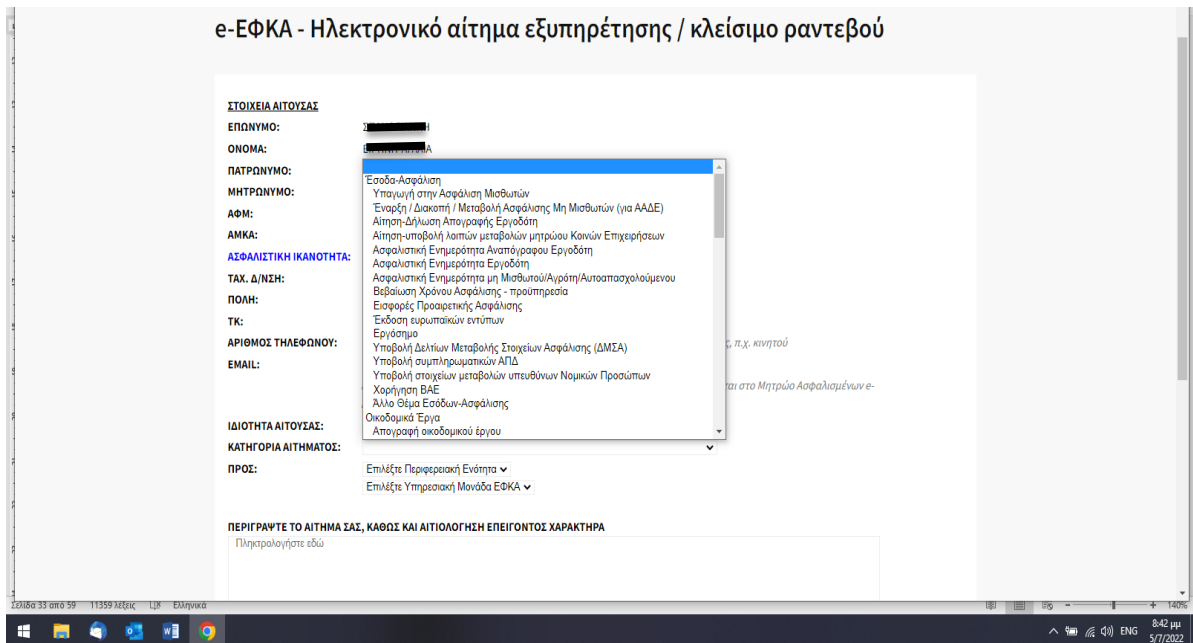 e-ΕΦΚΑ - Ηλεκτρονικό αίτημα εξυπηρέτησης / κλείσιμο ραντεβού
ΣΤΟΙΧΕΙΑ ΑΙΤΟΥΣΑΣ
ΕΠΩΝΥΜΟ:
ΟΝΟΜΑ:
ΠΑΤΡΩΝΥΜΟ:
ΜΗΤΡΩΝΥΜΟ:
ΑΦΜ:
ΑΜΚΑ:
ΑΣΦΑΛΙΣΤΙΚΗ ΙΚΑΝΟΤΗΤΑ:
ΤΑΧ. Δ/ΝΣΗ:
ΠΟΛΗ:
ΤΚ:
ΑΡΙΘΜΟΣ ΤΗΛΕΦΩΝΟΥ:
EMAIL:
ΙΔΙΟΤΗΤΑ ΑΙΤΟΥΣΑΣ:
ΚΑΤΗΓΟΡΙΑ ΑΙΤΗΜΑΤΟΣ:
ΠΡΟΣ:
Έσοδα-Ασφάλιση
Υπαγωγή στην Ασφάλιση Μισθωτών
Έναρξη / Διακοπή / Μεταβολή Ασφάλισης Μη Μισθωτών (για ΑΑΔΕ)
Αίτηση-Δήλωση Απογραφής Εργοδότη
Αίτηση-υποβολή λοιπών μεταβολών μητρώου Κοινών Επιχειρήσεων
Ασφαλιστική Ενημερότητα Αναπόγραφου Εργοδότη
Ασφαλιστική Ενημερότητα Εργοδότη
Ασφαλιστική Ενημερότητα μη Μισθωτού/Αγρότη/Αυτοαπασχολούμενου
Βεβαίωση Χρόνου Ασφάλισης - προϋπηρεσία
Εισφορές Προαιρετικής Ασφάλισης
Έκδοση ευρωπαϊκών εντύπων
Εργόσημο
Υποβολή Δελτίων Μεταβολής Στοιχείων Ασφάλισης (ΔΜΣΑ)
Υποβολή συμπληρωματικών ΑΠΔ
Υποβολή στοιχείων μεταβολών υπευθύνων Νομικών Προσώπων
Χορήγηση ΒΑΕ
Άλλο Θέμα Εσόδων-Ασφάλισης
Οικοδομικά Έργα
Απογραφή οικοδομικού έργου
ς, π.χ. κινητού
ται στο Μητρώο Ασφαλισμένων e-
Επιλέξτε Περιφερειακή Ενότητα
Επιλέξτε Υπηρεσιακή Μονάδα ΕΦΚΑ
ΠΕΡΙΓΡΑΨΤΕ ΤΟ ΑΙΤΗΜΑ ΣΑΣ, ΚΑΘΩΣ ΚΑΙ ΑΙΤΙΟΛΟΓΗΣΗ ΕΠΕΙΓΟΝΤΟΣ ΧΑΡΑΚΤΗΡΑ
Πληκτρολογήστε εδώ
Σελίδα 33 από 59 11359 λέξεις Ελληνικά
140%
ENG
8:42 μμ
5/7/2022